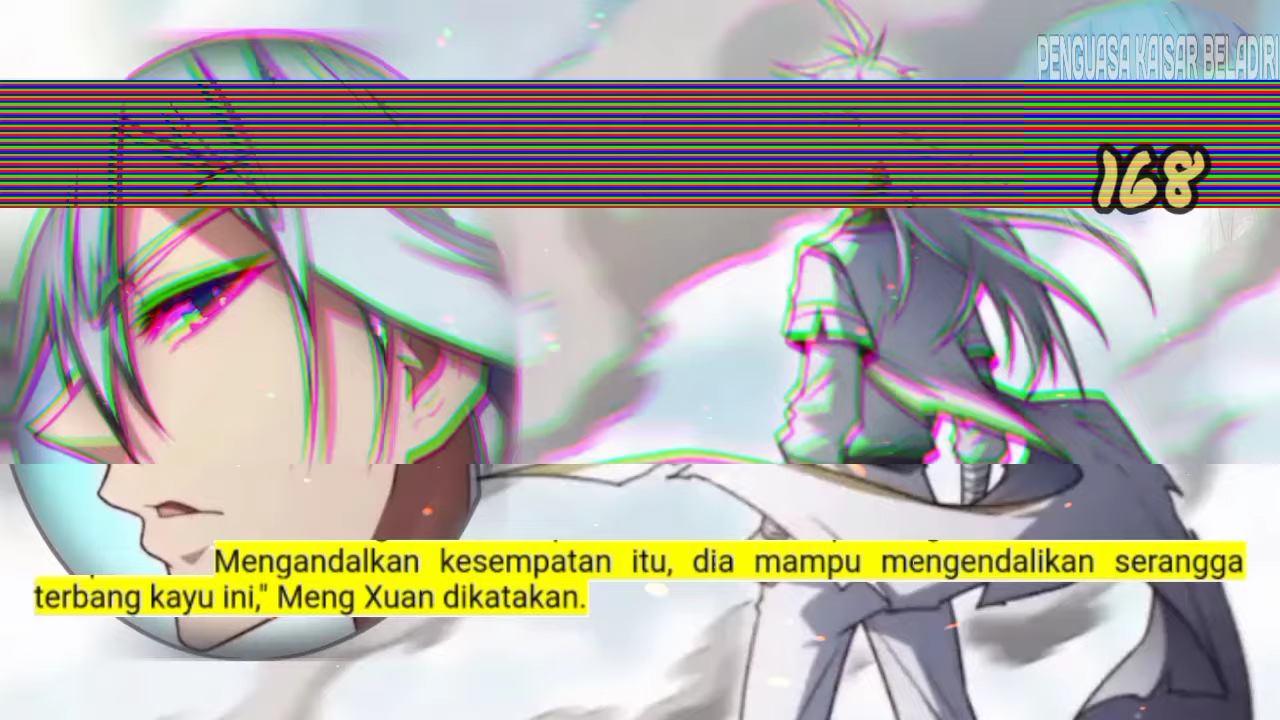 PENGUASA KAISAR BELADIRI
168
Mengandalkan kesempatan itu, dia mampu mengendalikan serangga
terbang kayu ini," Meng Xuan dikatakan.